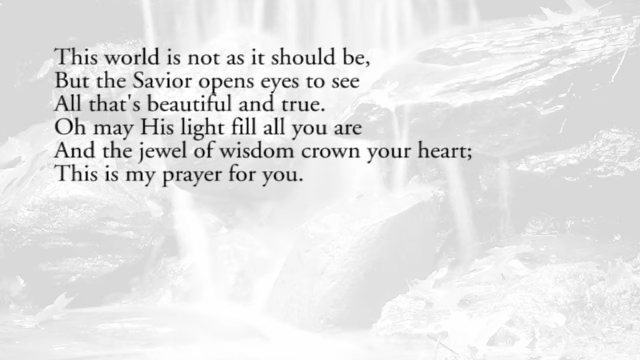 This world is not as it should be,
But the Savior opens eyes to see
All that's beautiful and true.
Oh may His light fill all you are
And the jewel of wisdom crown your heart;
This is my prayer for you.